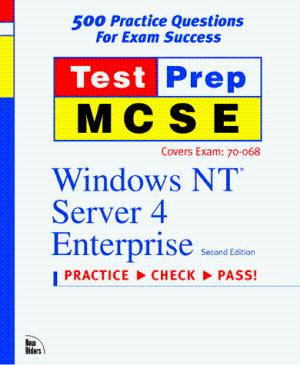 500 Practice Questions
For Exam Success
Test Prep
MCSE
Covers Exam: 70-068
Windows NT®
Server 4
Enterprise Second Edition
PRACTICE ▶ CHECK ▶ PASS!
New
Riders